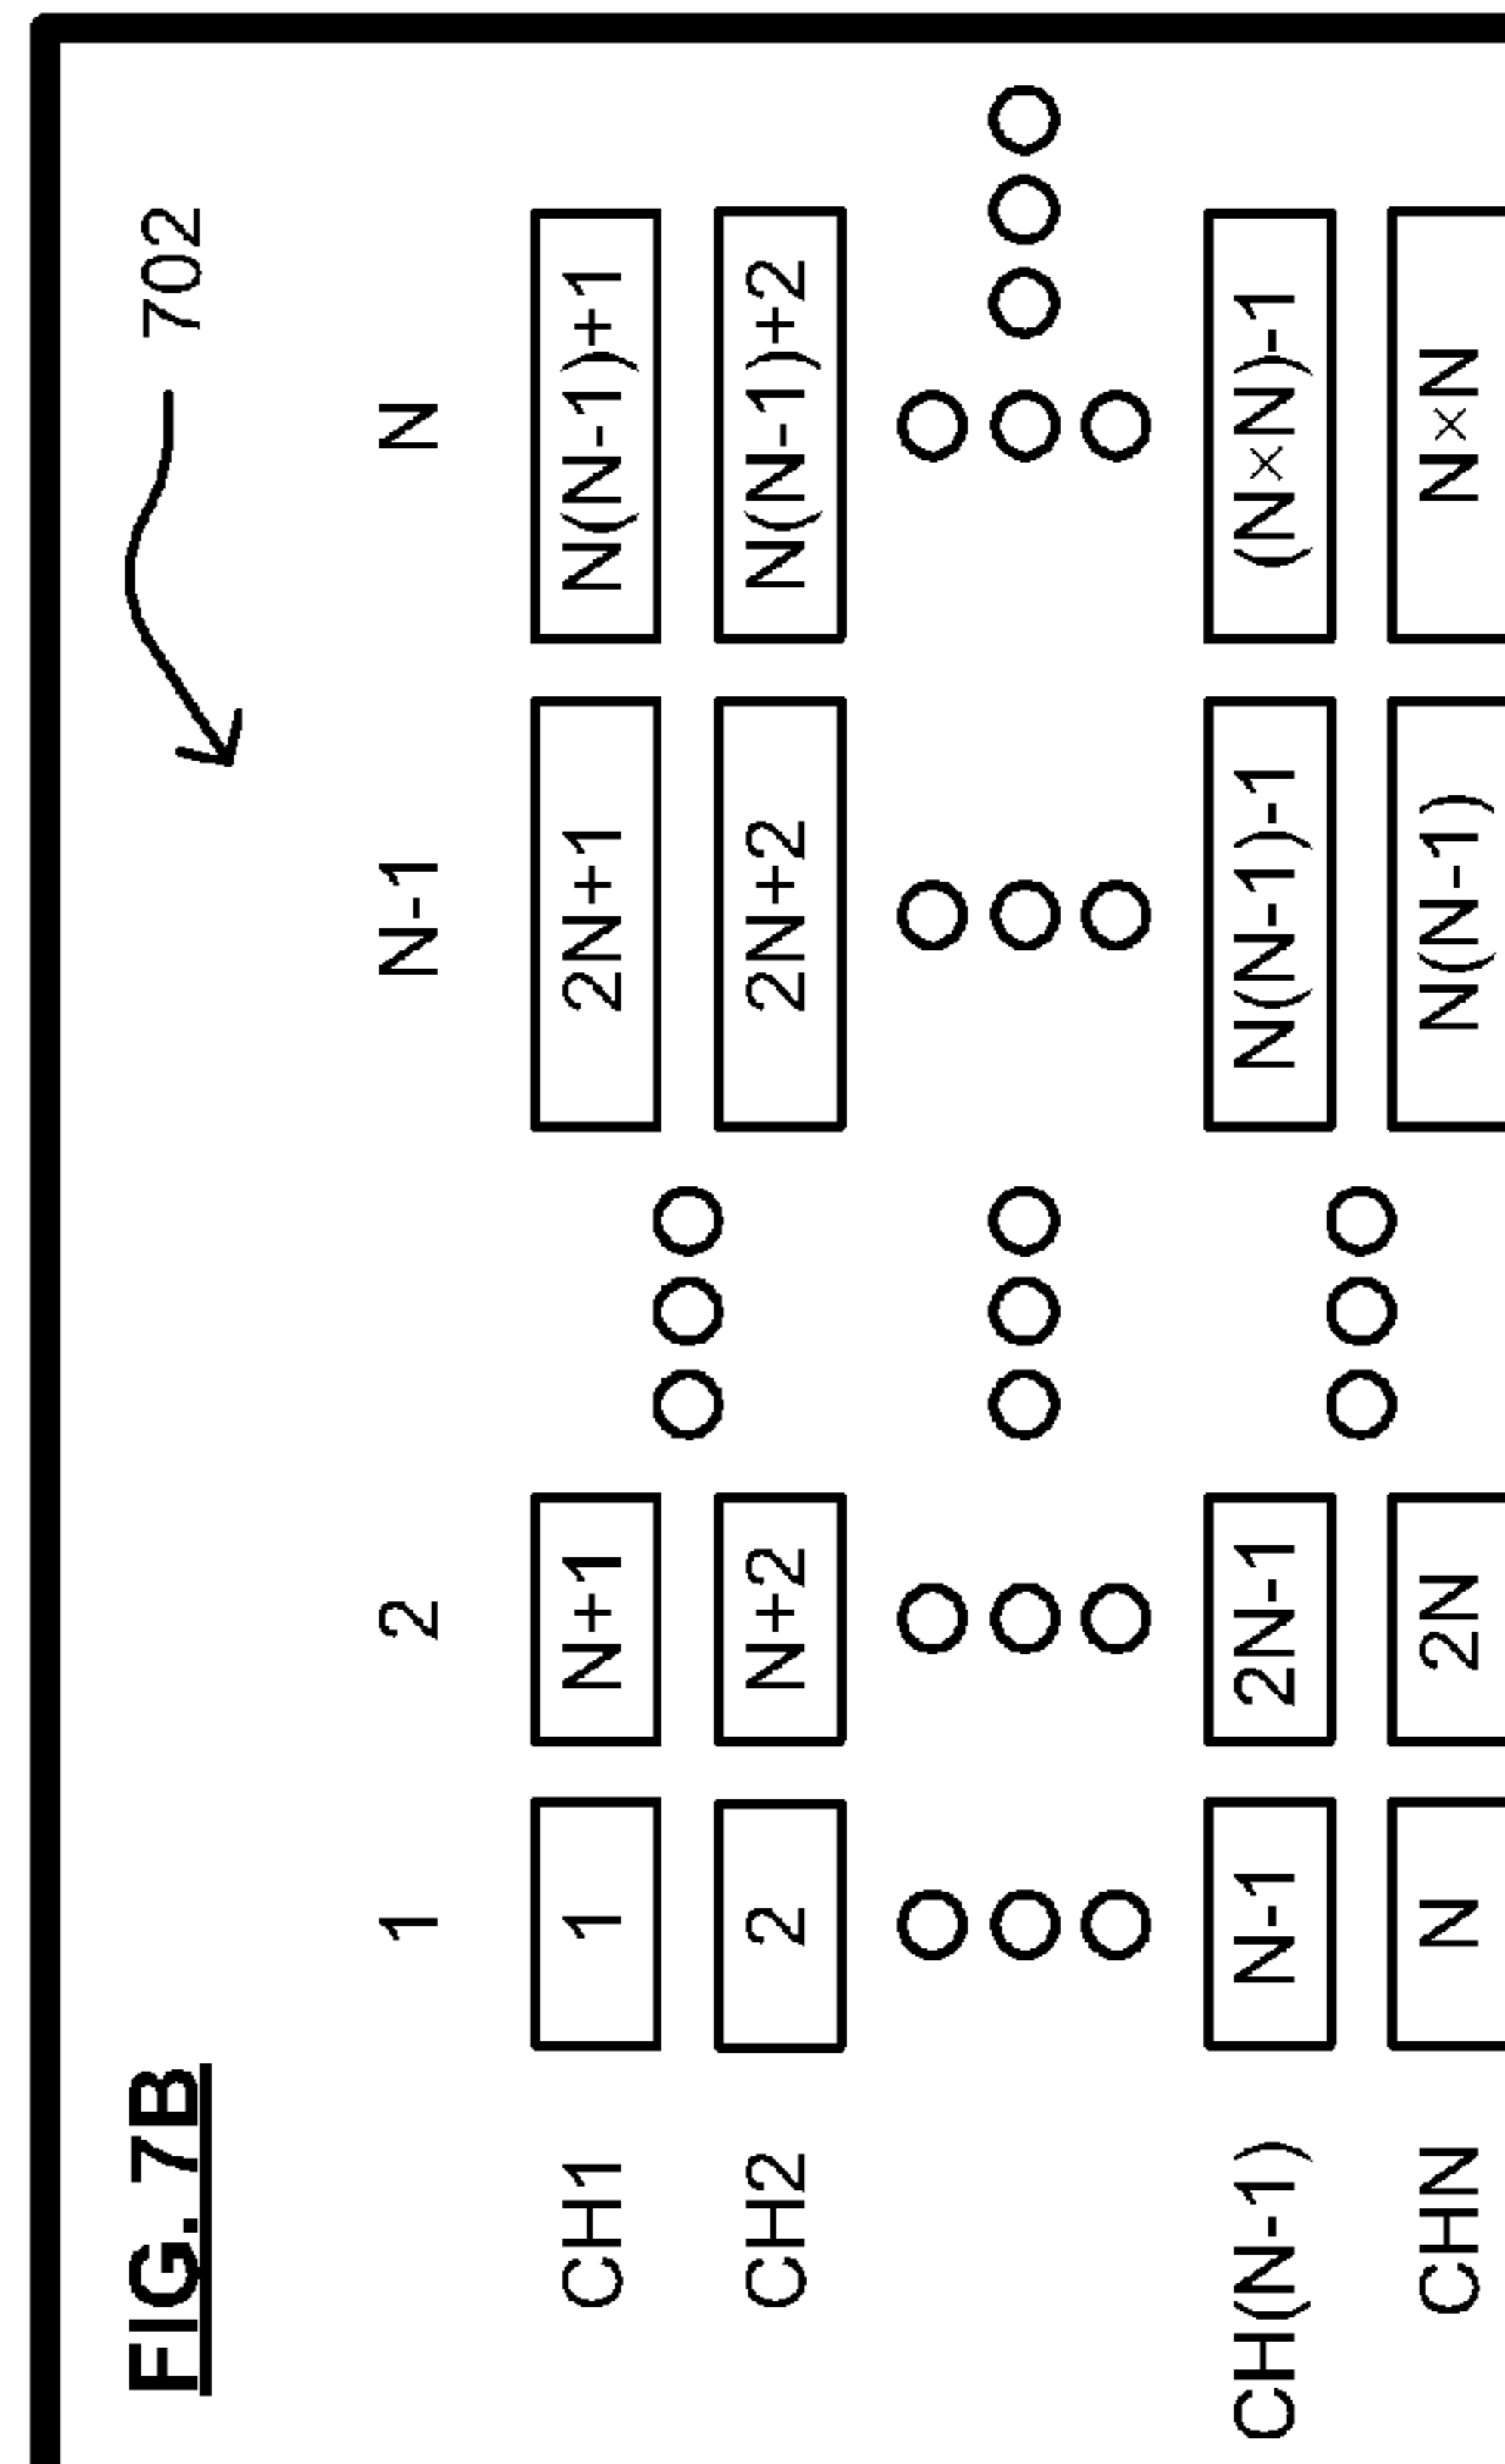 FIG. 7B
702
1 2 N-1 N
CH1 1 N+1 2N+1 N(N-1)+1
CH2 2 N+2 2N+2 N(N-1)+2
CH(N-1) N-1 2N-1 N(N-1)-1 (N×N)-1
CHN N 2N N(N-1) N×N